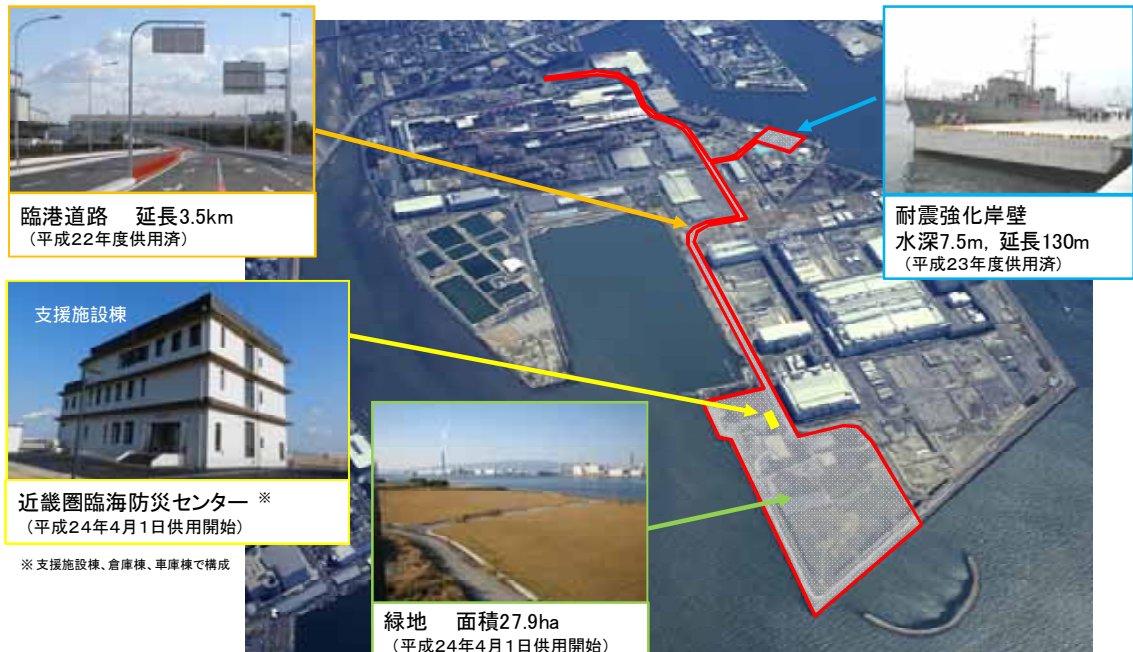 臨港道路 延長3.5km
(平成22年度供用済)
耐震強化岸壁
水深7.5m, 延長130m
(平成23年度供用済)
支援施設棟
近畿圏臨海防災センター ※
(平成24年4月1日供用開始)
※ 支援施設棟、倉庫棟、車庫棟で構成
緑地 面積27.9ha
(平成24年4月1日供用開始)